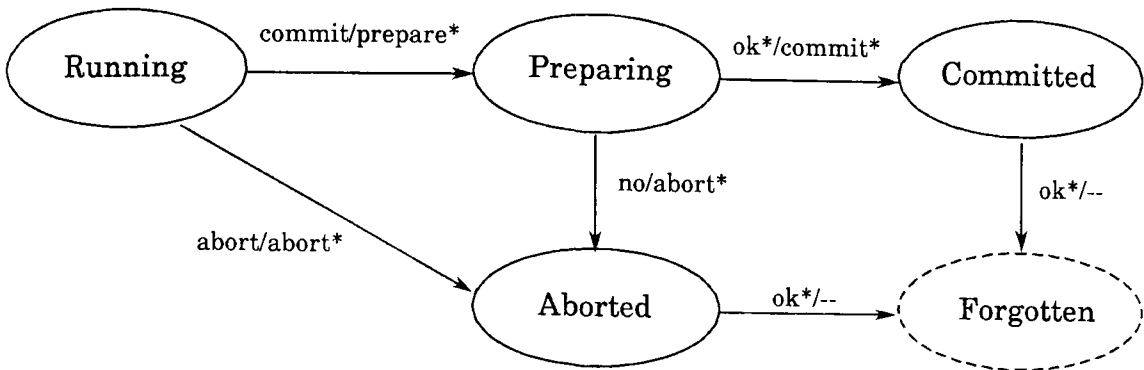 commit/prepare*
ok*/commit*
Running
Preparing
Committed
no/abort*
ok*/--
abort/abort*
Aborted
ok*/--
Forgotten